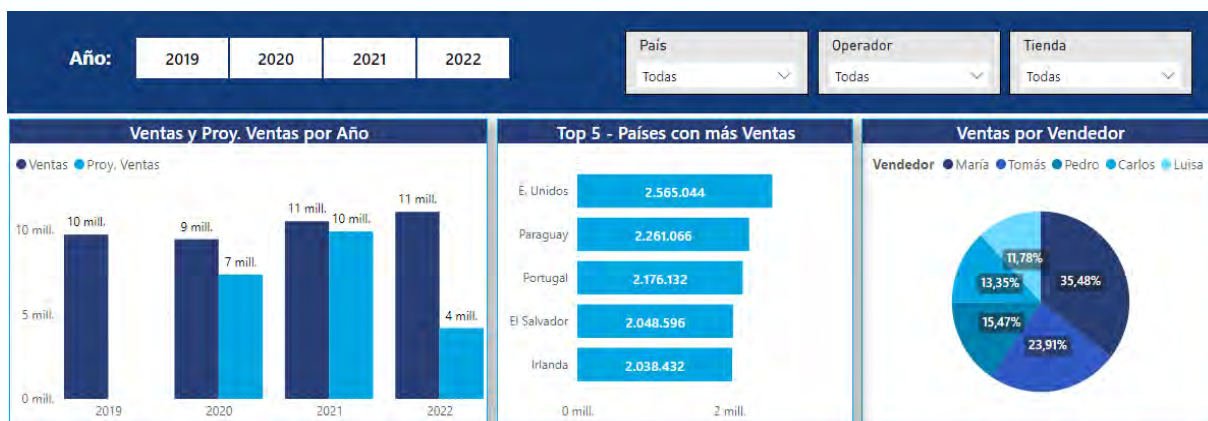 Año:
2019
2020
2021
2022
País
Todas
Operador
Todas
Tienda
Todas
Ventas y Proy. Ventas por Año
Ventas Proy. Ventas
10 mill.
5 mill.
0 mill.
10 mill.
9 mill.
7 mill.
11 mill.
10 mill.
11 mill.
4 mill.
2019
2020
2021
2022
Top 5 - Países con más Ventas
E. Unidos
2.565.044
Paraguay
2.261.066
Portugal
2.176.132
El Salvador
2.048.596
Irlanda
2.038.432
0 mill.
2 mill.
Ventas por Vendedor
Vendedor María Tomás Pedro Carlos Luisa
11,78%
13,35%
35,48%
15,47%
23,91%